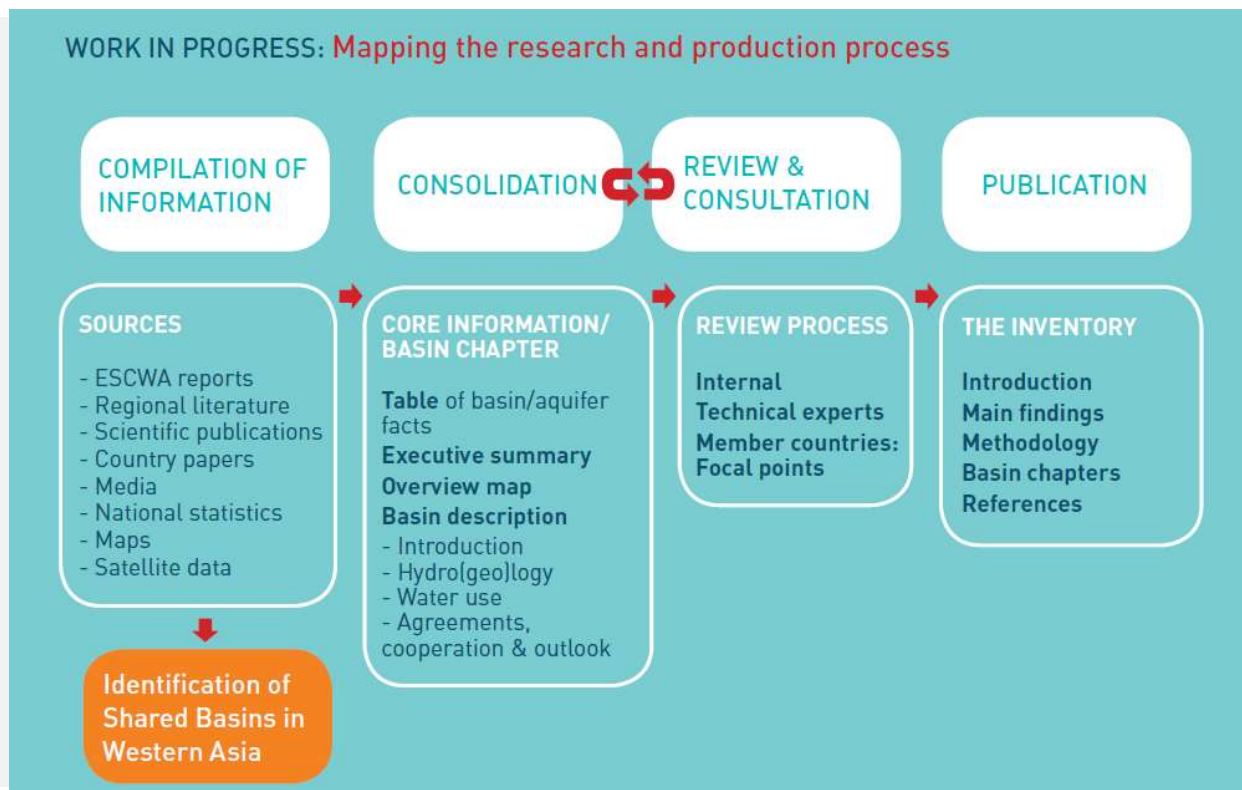 WORK IN PROGRESS: Mapping the research and production process
COMPILATION OF
INFORMATION
CONSOLIDATION
REVIEW &
CONSULTATION
PUBLICATION
SOURCES
- ESCWA reports
- Regional literature
- Scientific publications
- Country papers
- Media
- National statistics
- Maps
- Satellite data
Identification of
Shared Basins in
Western Asia
CORE INFORMATION/
BASIN CHAPTER
Table of basin/aquifer
facts
Executive summary
Overview map
Basin description
- Introduction
- Hydro(geo)logy
- Water use
- Agreements,
cooperation & outlook
REVIEW PROCESS
Internal
Technical experts
Member countries:
Focal points
THE INVENTORY
Introduction
Main findings
Methodology
Basin chapters
References